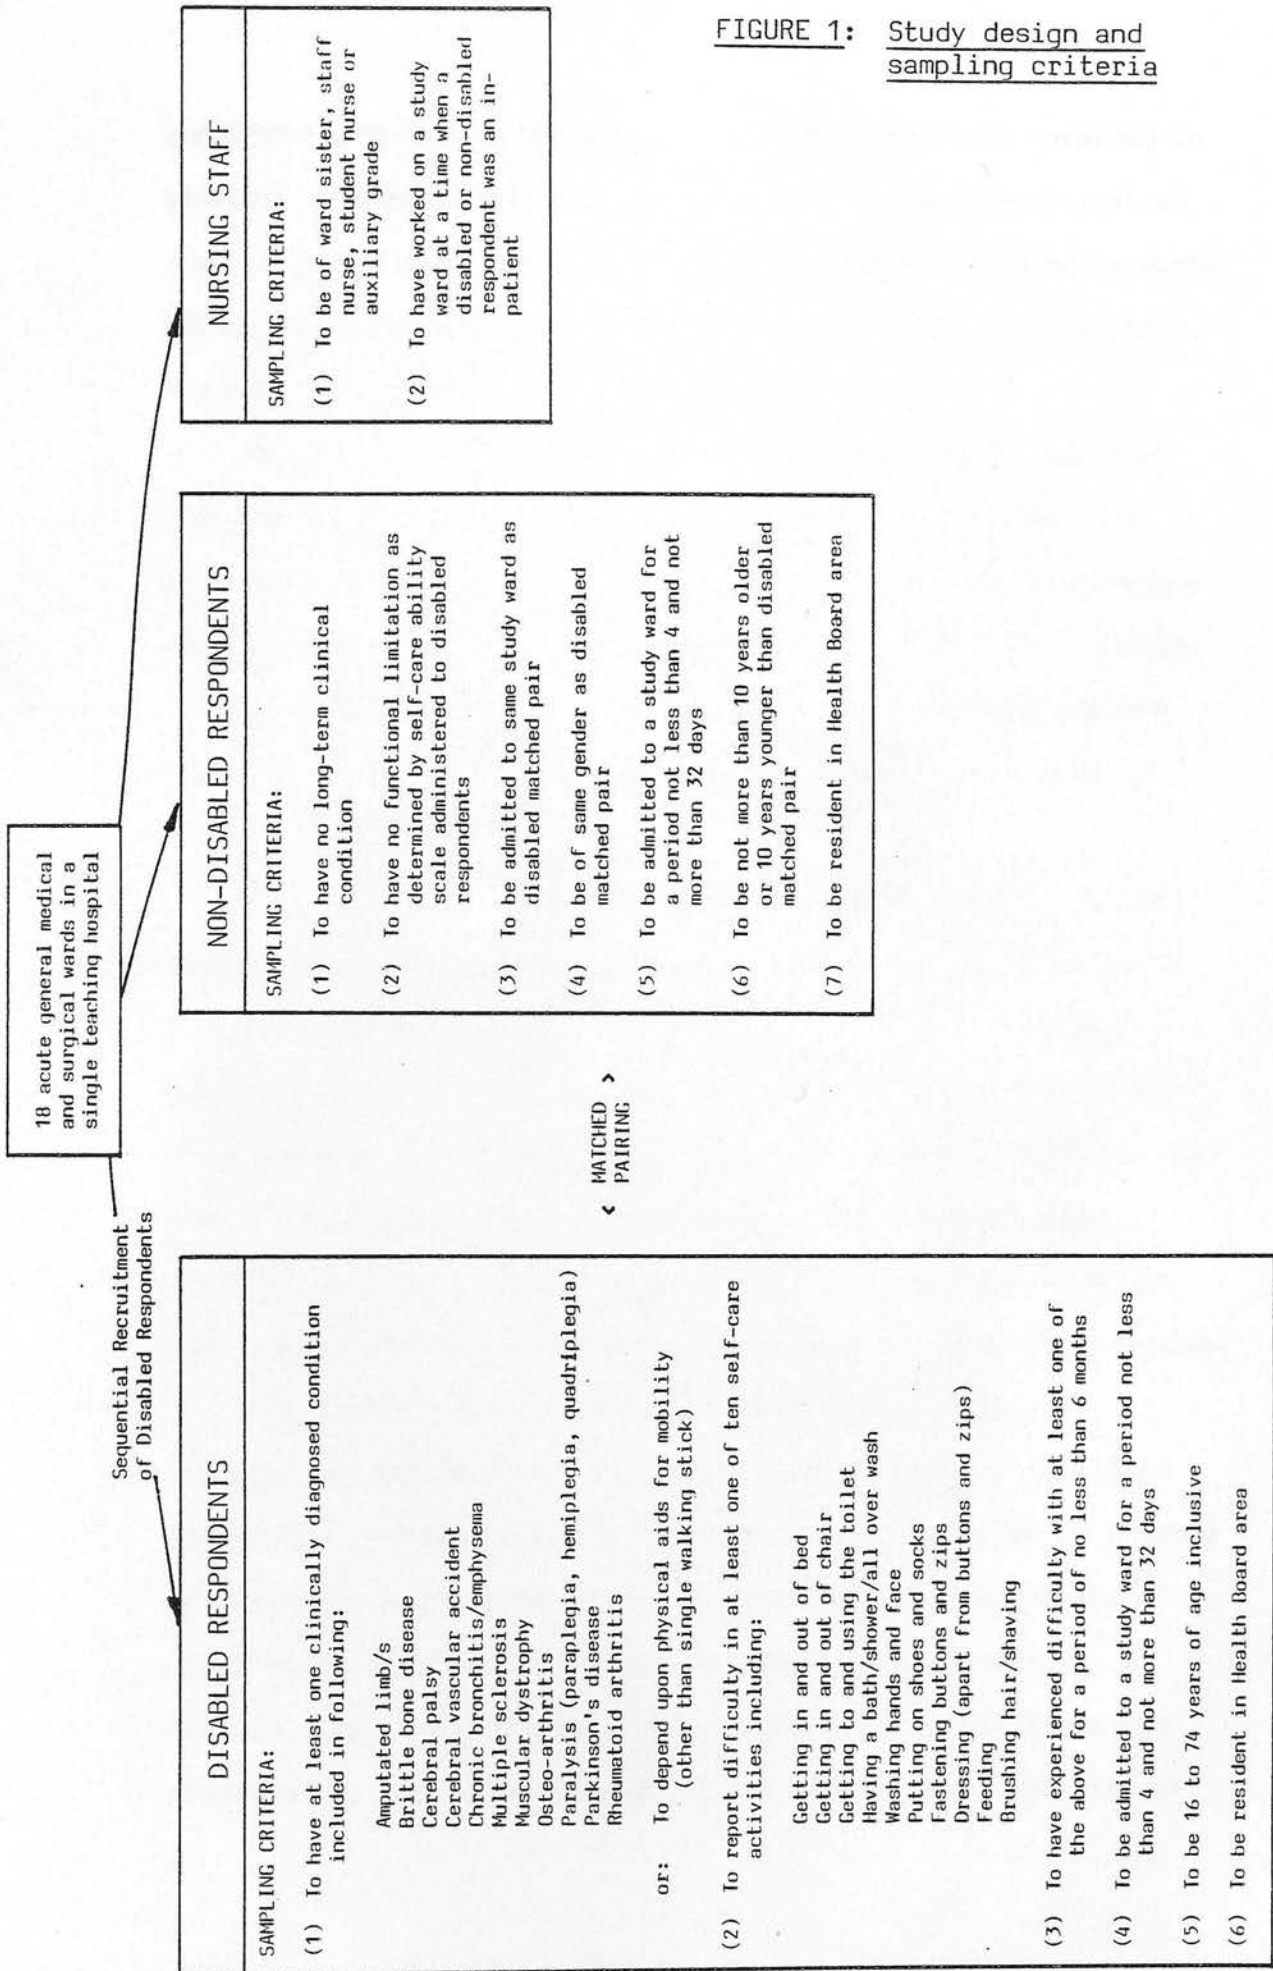 FIGURE 1: Study design and
sampling criteria
18 acute general medical
and surgical wards in a
single teaching hospital
Sequential Recruitment
of Disabled Respondents
DISABLED RESPONDENTS
SAMPLING CRITERIA:
(1) To have at least one clinically diagnosed condition
included in following:
Amputated limb/s
Brittle bone disease
Cerebral palsy
Cerebral vascular accident
Chronic bronchitis/emphysema
Multiple sclerosis
Muscular dystrophy
Osteo-arthritis
Paralysis (paraplegia, hemiplegia, quadriplegia)
Parkinson's disease
Rheumatoid arthritis
or: To depend upon physical aids for mobility
(other than single walking stick)
(2) To report difficulty in at least one of ten self-care
activities including:
Getting in and out of bed
Getting in and out of chair
Getting to and using the toilet
Having a bath/shower/all over wash
Washing hands and face
Putting on shoes and socks
Fastening buttons and zips
Dressing (apart from buttons and zips)
Feeding
Brushing hair/shaving
(3) To have experienced difficulty with at least one of
the above for a period of no less than 6 months
(4) To be admitted to a study ward for a period not less
than 4 and not more than 32 days
(5) To be 16 to 74 years of age inclusive
(6) To be resident in Health Board area
< MATCHED >
PAIRING
NON-DISABLED RESPONDENTS
SAMPLING CRITERIA:
(1) To have no long-term clinical
condition
(2) To have no functional limitation as
determined by self-care ability
scale administered to disabled
respondents
(3) To be admitted to same study ward as
disabled matched pair
(4) To be of same gender as disabled
matched pair
(5) To be admitted to a study ward for
a period not less than 4 and not
more than 32 days
(6) To be not more than 10 years older
or 10 years younger than disabled
matched pair
(7) To be resident in Health Board area
NURSING STAFF
SAMPLING CRITERIA:
(1) To be of ward sister, staff
nurse, student nurse or
auxiliary grade
(2) To have worked on a study
ward at a time when a
disabled or non-disabled
respondent was an in-
patient